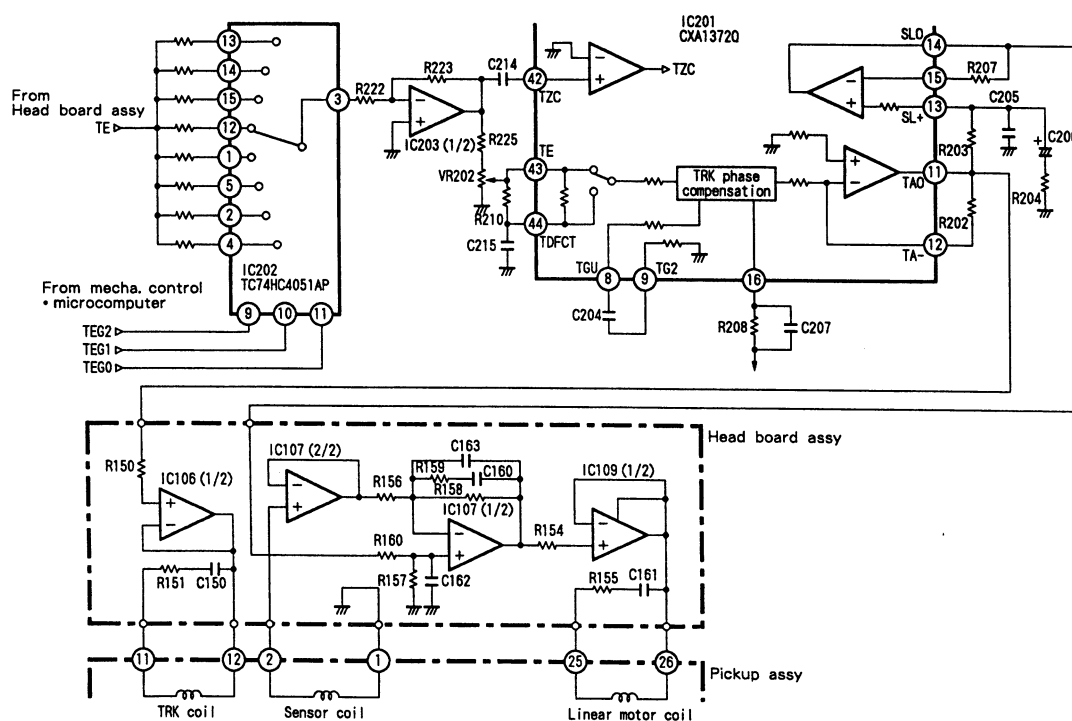 IC201
CXA1372Q
SLO
14
R207
15
13
SL+
C205
R203
11
TAO
R204
R202
12
TA-
From
Head board assy
TE
13
14
15
12
1
5
2
4
3
R222
R223
C214
42
TZC
TZC
IC203 (1/2)
R225
VR202
R210
C215
TE
43
44
TDFCT
TRK phase
compensation
TGU
8
9
TG2
16
C204
R208
C207
IC202
TC74HC4051AP
From mecha. control
• microcomputer
9
10
11
TEG2
TEG1
TEG0
Head board assy
R150
IC106 (1/2)
R151
C150
IC107 (2/2)
R156
C163
R159
C160
R158
IC107 (1/2)
R160
R157
C162
R154
IC109 (1/2)
R155
C161
11
12
2
1
25
26
Pickup assy
TRK coil
Sensor coil
Linear motor coil